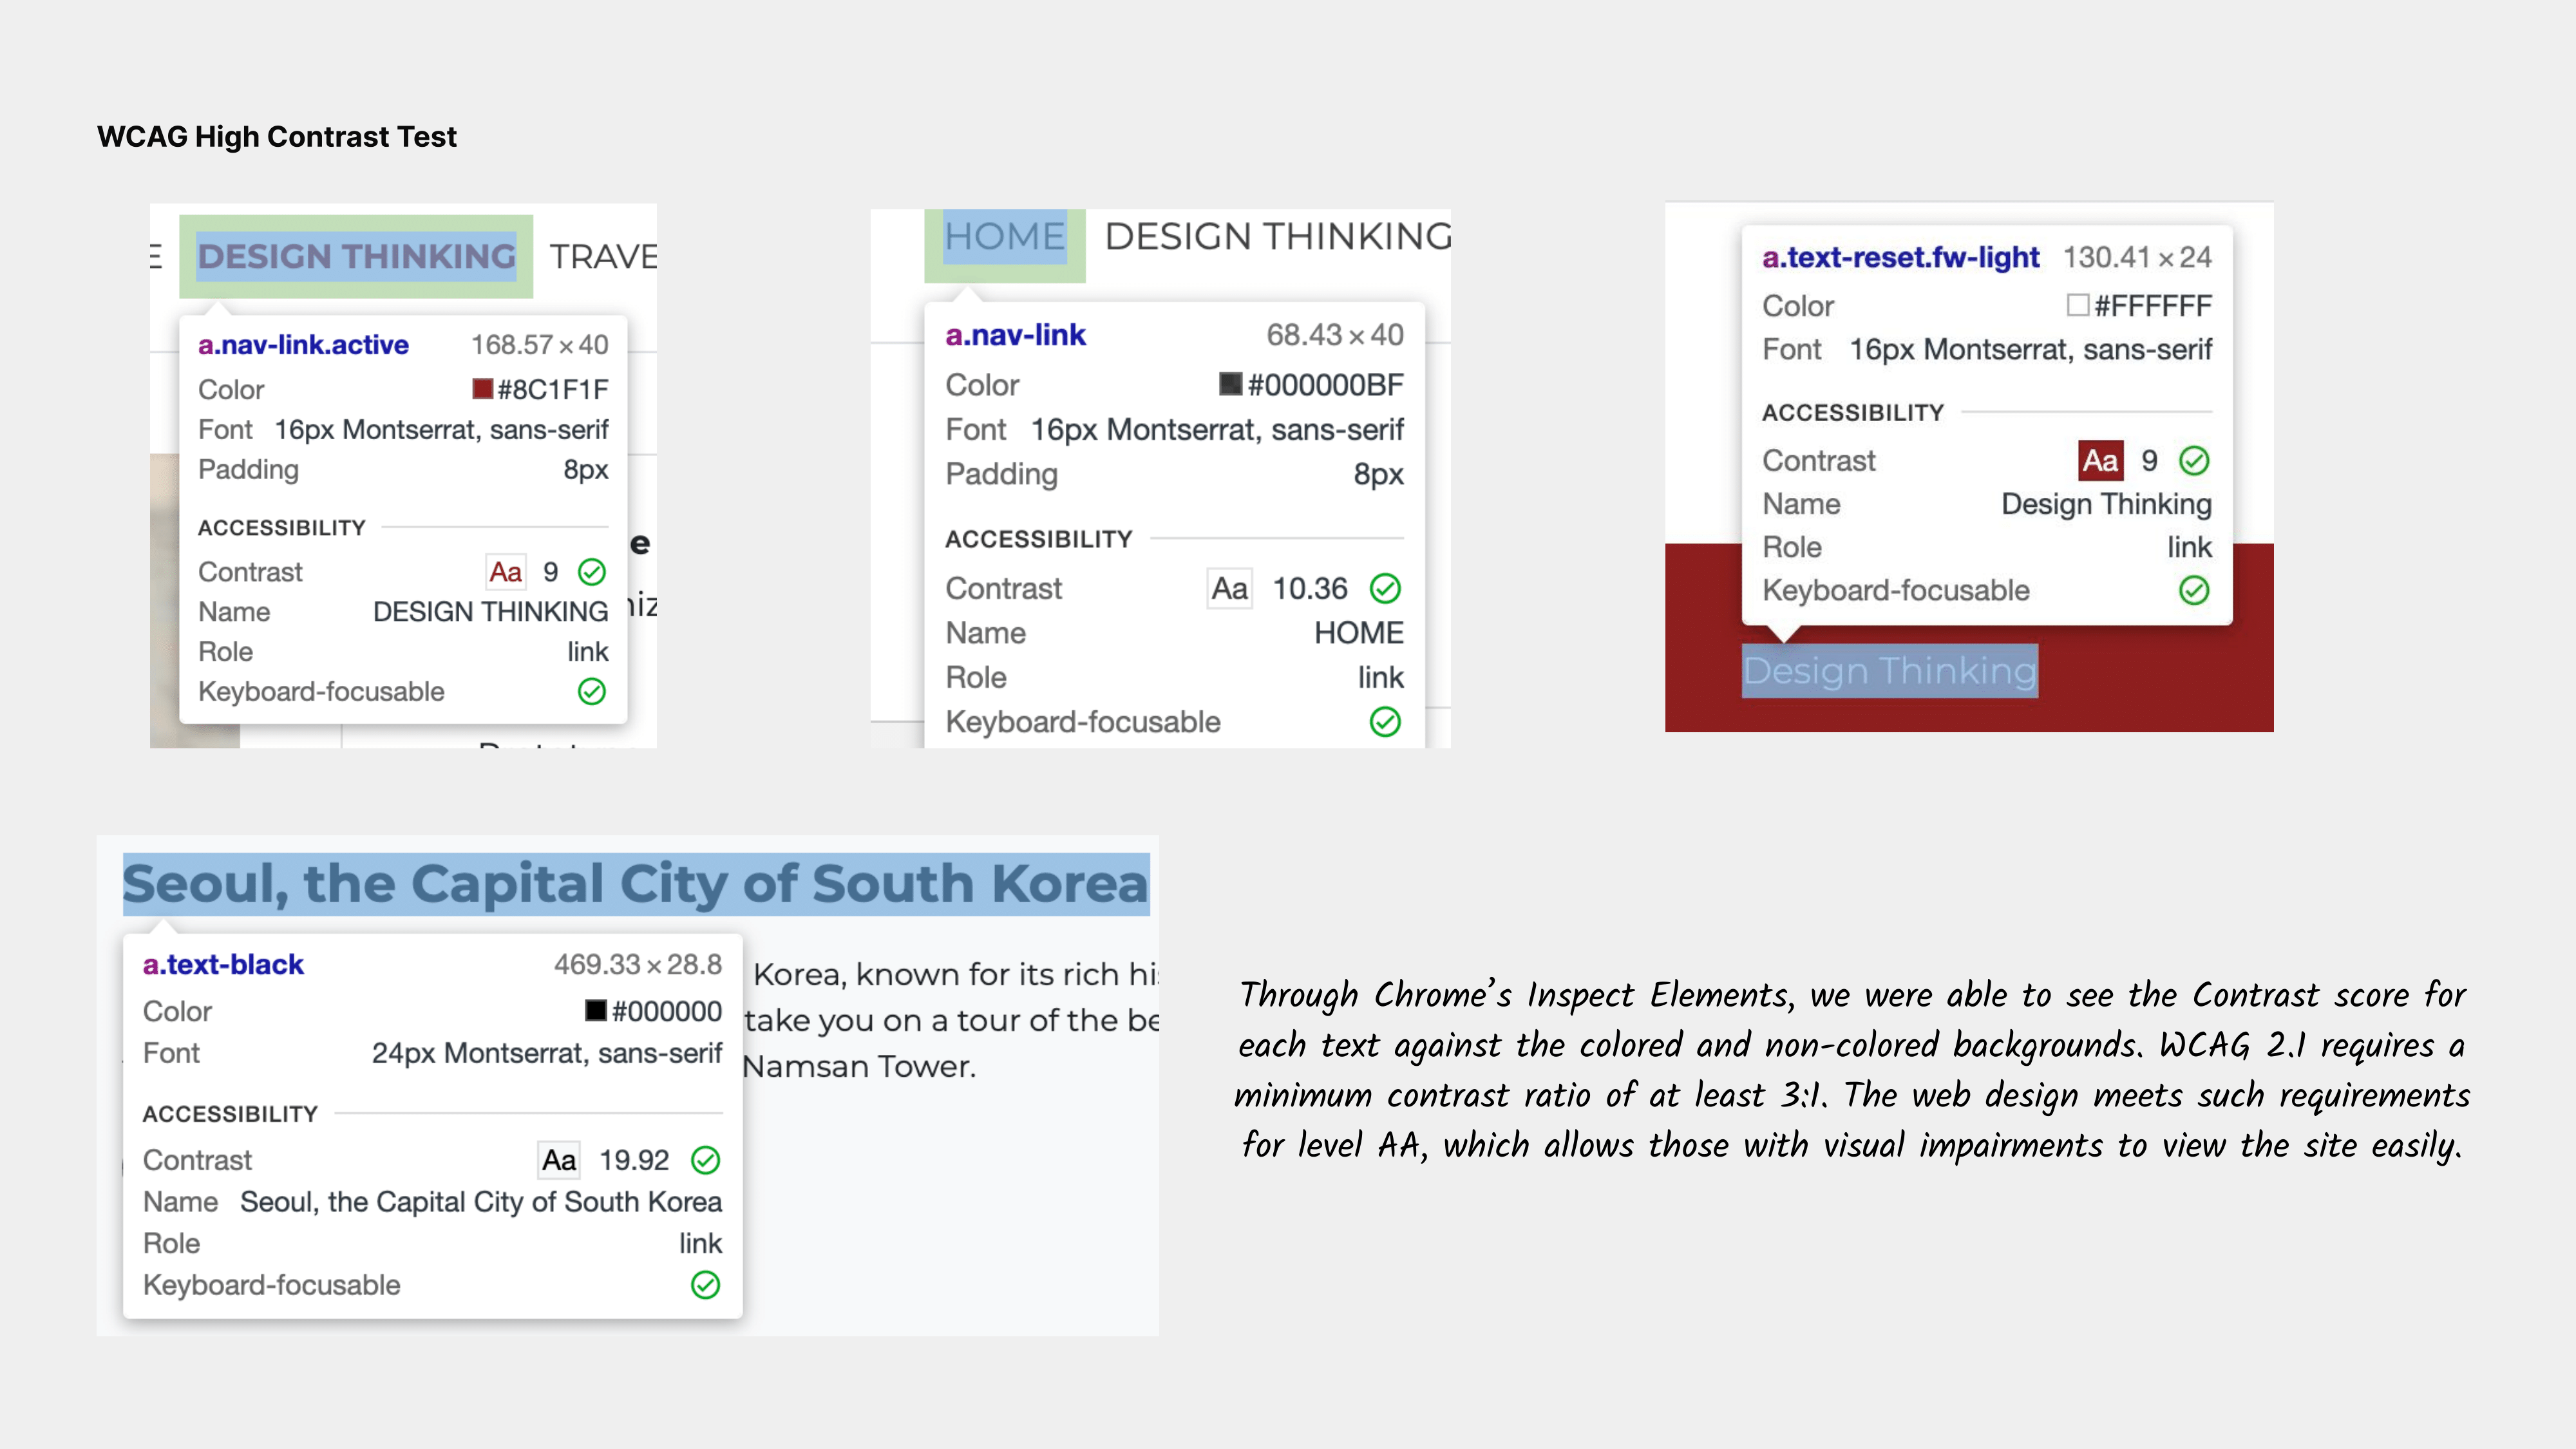 WCAG High Contrast Test
E DESIGN THINKING TRAVE
a.nav-link.active 168.57 × 40
Color #8C1F1F
Font 16px Montserrat, sans-serif
Padding 8px
ACCESSIBILITY
e
Contrast Aa 9
Name DESIGN THINKING
niz
Role link
Keyboard-focusable
HOME DESIGN THINKING
a.nav-link 68.43 × 40
Color #000000BF
Font 16px Montserrat, sans-serif
Padding 8px
ACCESSIBILITY
Contrast Aa 10.36
Name HOME
Role link
Keyboard-focusable
a.text-reset.fw-light 130.41 × 24
Color #FFFFFF
Font 16px Montserrat, sans-serif
ACCESSIBILITY
Contrast Aa 9
Name Design Thinking
Role link
Keyboard-focusable
Design Thinking
Seoul, the Capital City of South Korea
a.text-black 469.33 × 28.8
Color #000000
Font 24px Montserrat, sans-serif
ACCESSIBILITY
Contrast Aa 19.92
Name Seoul, the Capital City of South Korea
Role link
Keyboard-focusable
Korea, known for its rich his
take you on a tour of the be
Namsan Tower.
Through Chrome’s Inspect Elements, we were able to see the Contrast score for
each text against the colored and non-colored backgrounds. WCAG 2.1 requires a
minimum contrast ratio of at least 3:1. The web design meets such requirements
for level AA, which allows those with visual impairments to view the site easily.